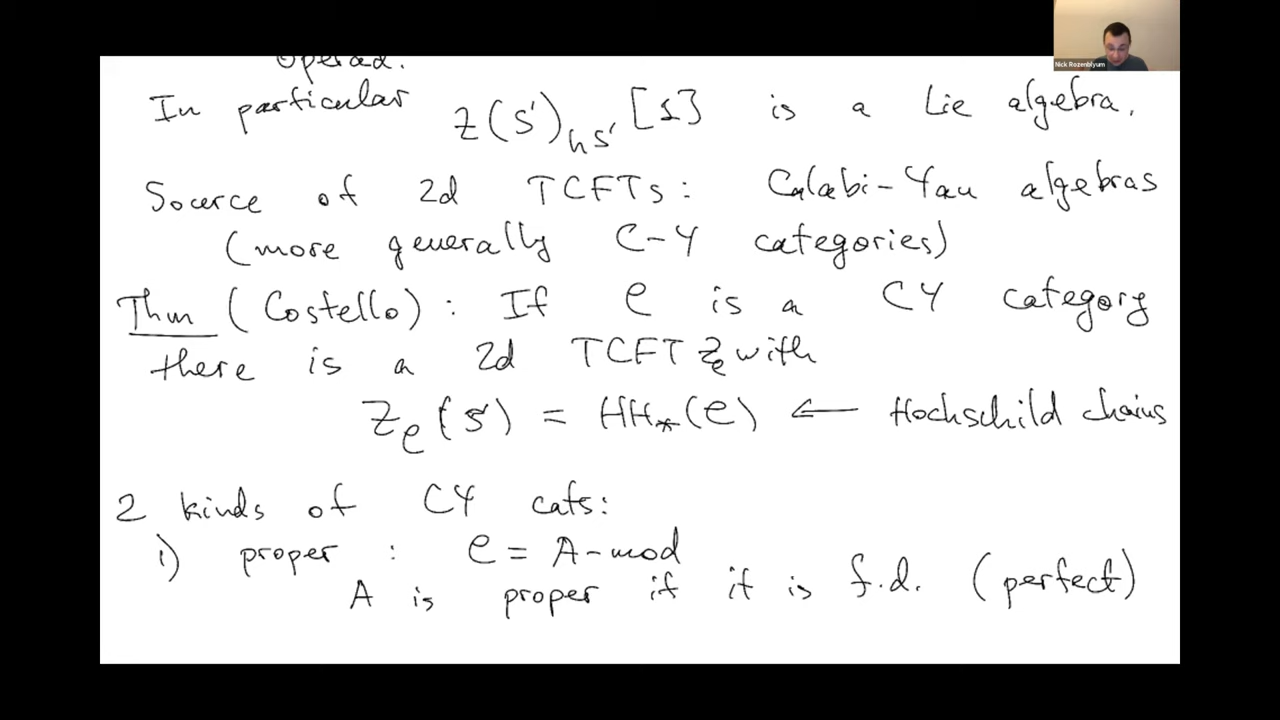 operad.
In particular Z(S¹)_{hS¹} [1] is a Lie algebra.
Source of 2d TCFTs: Calabi-Yau algebras
(more generally C-Y categories)
Thm (Costello): If C is a CY category
there is a 2d TCFT Z_C with
Z_C(S¹) = HH_*(C) ← Hochschild chains
2 kinds of CY cats:
1) proper : C = A-mod
A is proper if it is f.d. (perfect)
Nick Rozenblyum